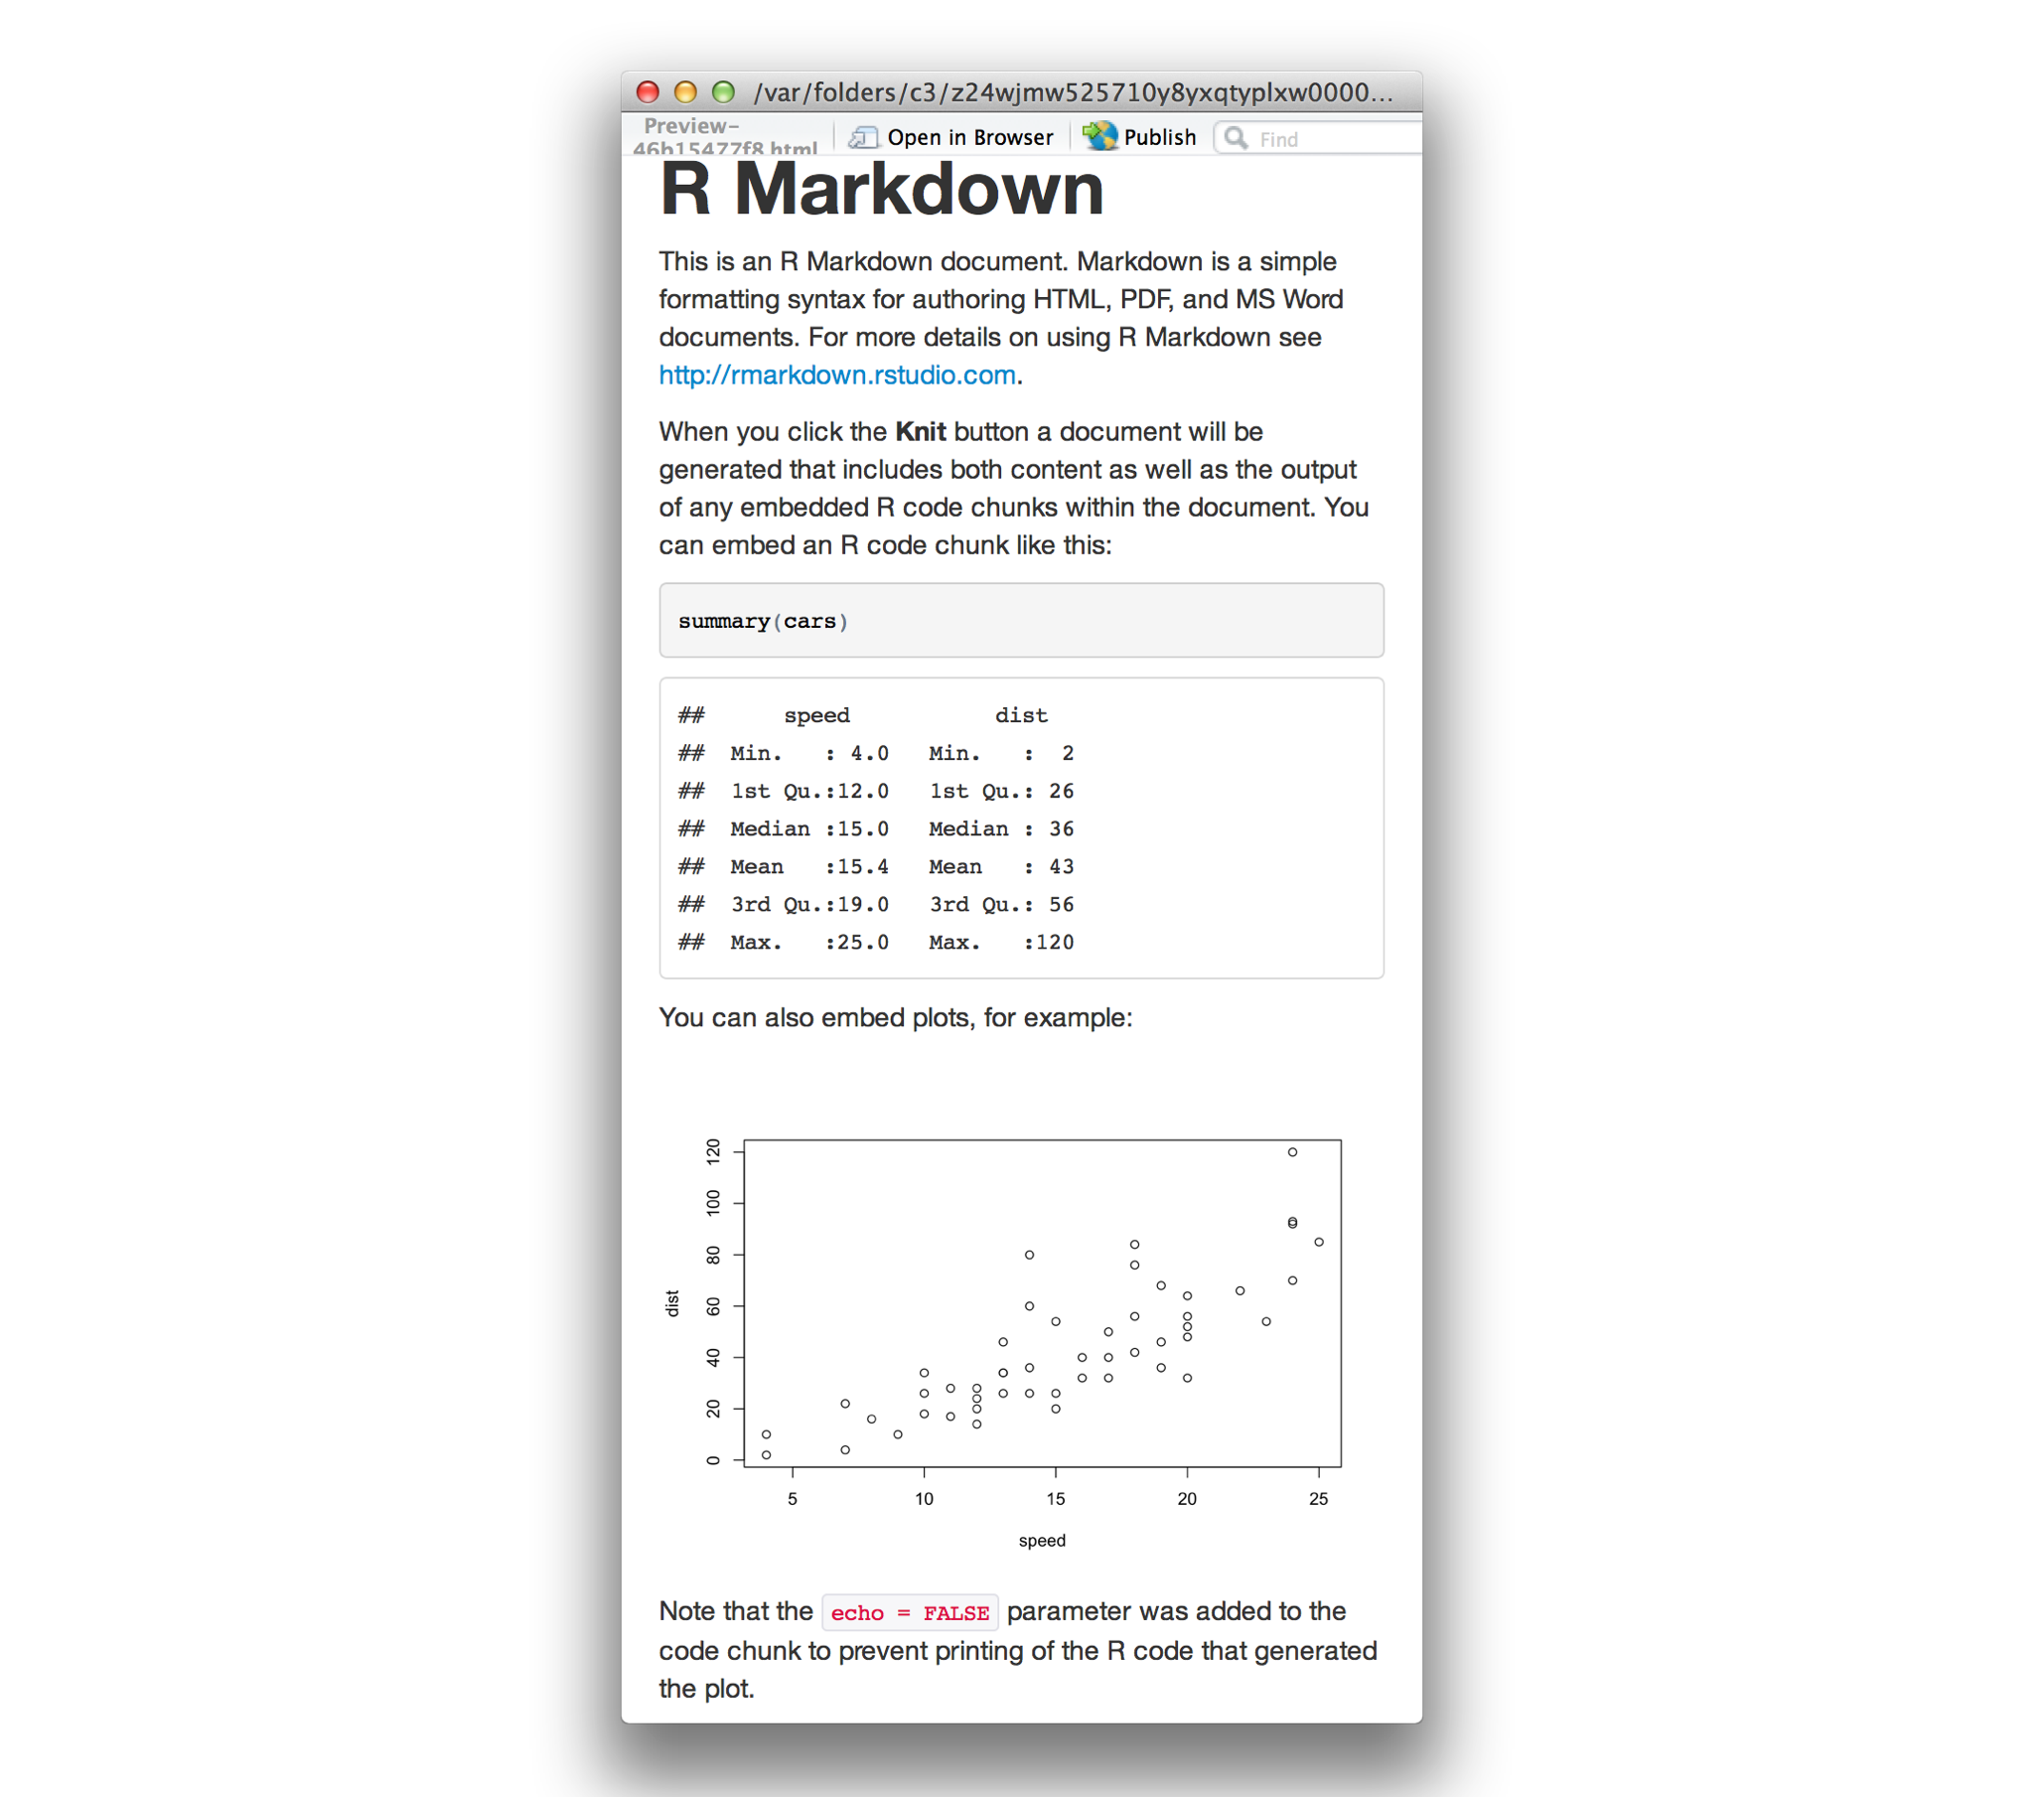 /var/folders/c3/z24wjmw525710y8yxqtyplxw0000...
Preview-
46b15477f8.html
Open in Browser
Publish
Find
R Markdown
This is an R Markdown document. Markdown is a simple
formatting syntax for authoring HTML, PDF, and MS Word
documents. For more details on using R Markdown see
http://rmarkdown.rstudio.com.
When you click the Knit button a document will be
generated that includes both content as well as the output
of any embedded R code chunks within the document. You
can embed an R code chunk like this:
summary(cars)
##      speed           dist
##  Min.   : 4.0   Min.   :  2
##  1st Qu.:12.0   1st Qu.: 26
##  Median :15.0   Median : 36
##  Mean   :15.4   Mean   : 43
##  3rd Qu.:19.0   3rd Qu.: 56
##  Max.   :25.0   Max.   :120
You can also embed plots, for example:
120
100
80
60
40
20
0
dist
5 10 15 20 25
speed
Note that the echo = FALSE parameter was added to the
code chunk to prevent printing of the R code that generated
the plot.